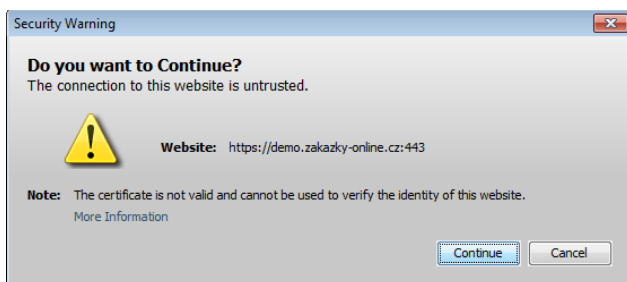 Security Warning
Do you want to Continue?
The connection to this website is untrusted.
Website: https://demo.zakazky-online.cz:443
Note: The certificate is not valid and cannot be used to verify the identity of this website.
More Information
Continue Cancel